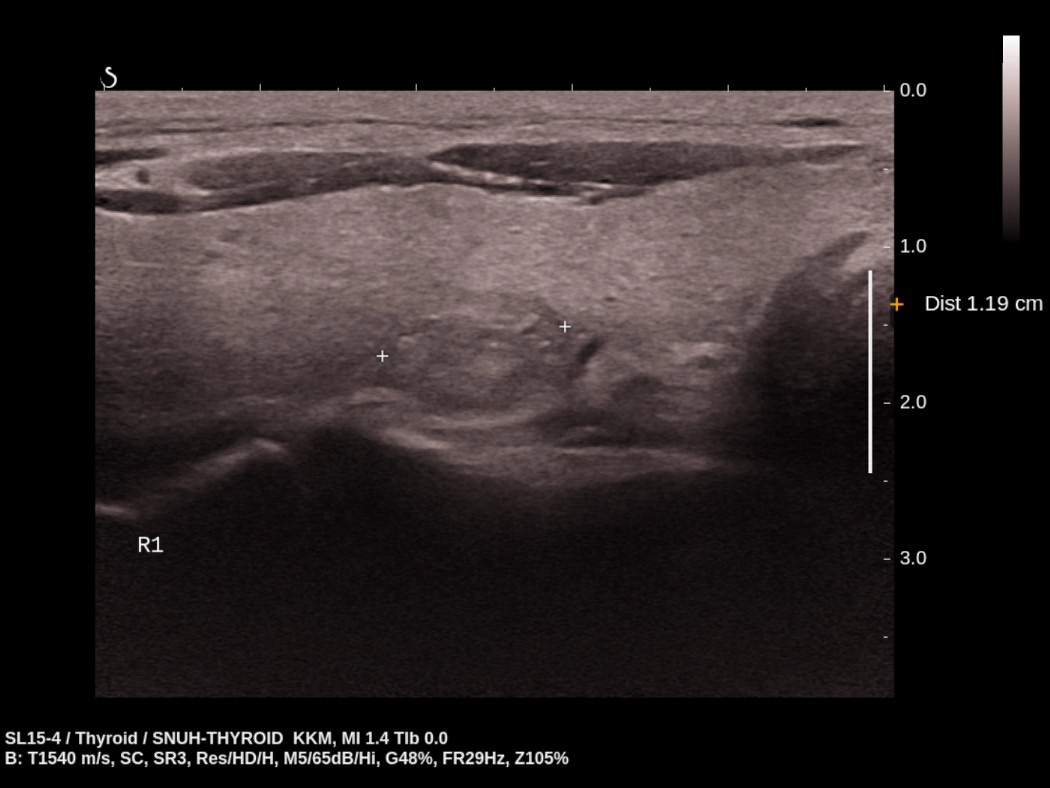 S
0.0
1.0
Dist 1.19 cm
2.0
R1
3.0
SL15-4 / Thyroid / SNUH-THYROID KKM, MI 1.4 TIb 0.0
B: T1540 m/s, SC, SR3, Res/HD/H, M5/65dB/Hi, G48%, FR29Hz, Z105%